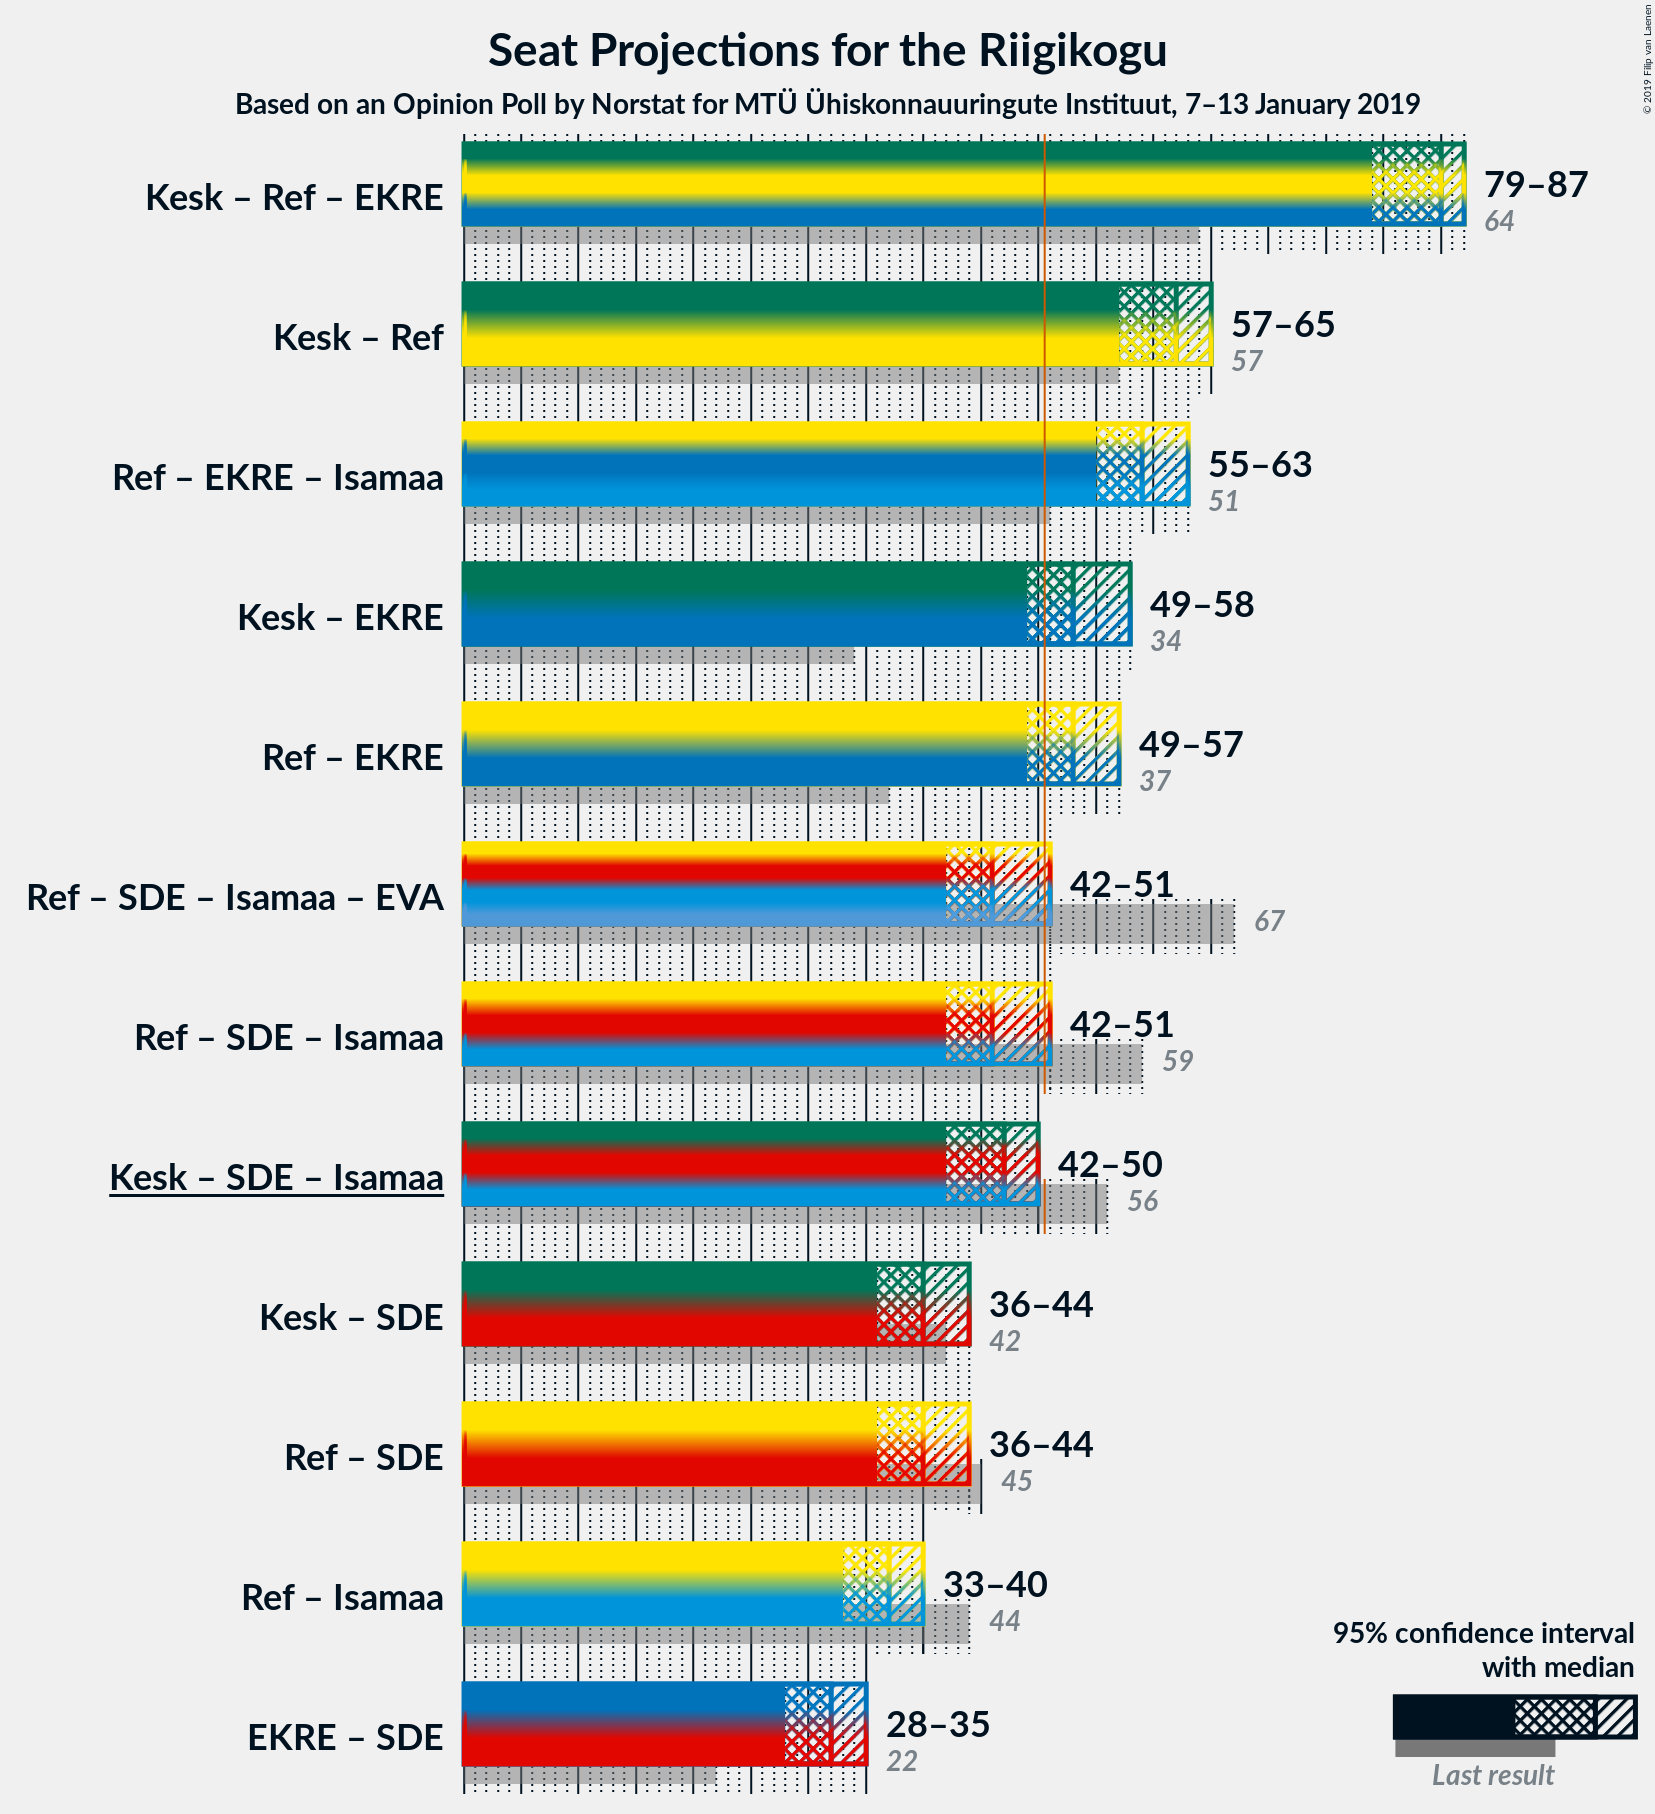 Seat Projections for the Riigikogu
Based on an Opinion Poll by Norstat for MTÜ Ühiskonnauuringute Instituut, 7–13 January 2019
© 2019 Filip van Laenen
Kesk – Ref – EKRE
79–87
64
Kesk – Ref
57–65
57
Ref – EKRE – Isamaa
55–63
51
Kesk – EKRE
49–58
34
Ref – EKRE
49–57
37
Ref – SDE – Isamaa – EVA
42–51
67
Ref – SDE – Isamaa
42–51
59
Kesk – SDE – Isamaa
42–50
56
Kesk – SDE
36–44
42
Ref – SDE
36–44
45
Ref – Isamaa
33–40
44
EKRE – SDE
28–35
22
95% confidence interval
with median
Last result